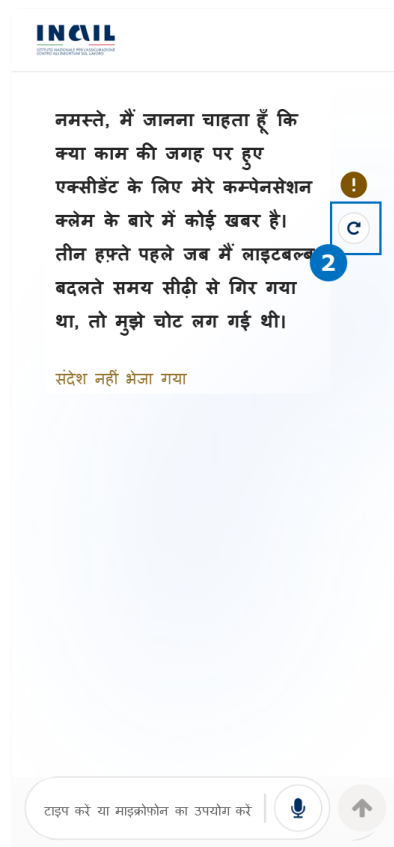 INAIL
ISTITUTO NAZIONALE PER L'ASSICURAZIONE
CONTRO GLI INFORTUNI SUL LAVORO
नमस्ते, मैं जानना चाहता हूँ कि
क्या काम की जगह पर हुए
एक्सीडेंट के लिए मेरे कम्पेनसेशन
क्लेम के बारे में कोई खबर है।
तीन हफ़्ते पहले जब मैं लाइटबल्ब
बदलते समय सीढ़ी से गिर गया
था, तो मुझे चोट लग गई थी।
!
2
संदेश नहीं भेजा गया
टाइप करें या माइक्रोफ़ोन का उपयोग करें